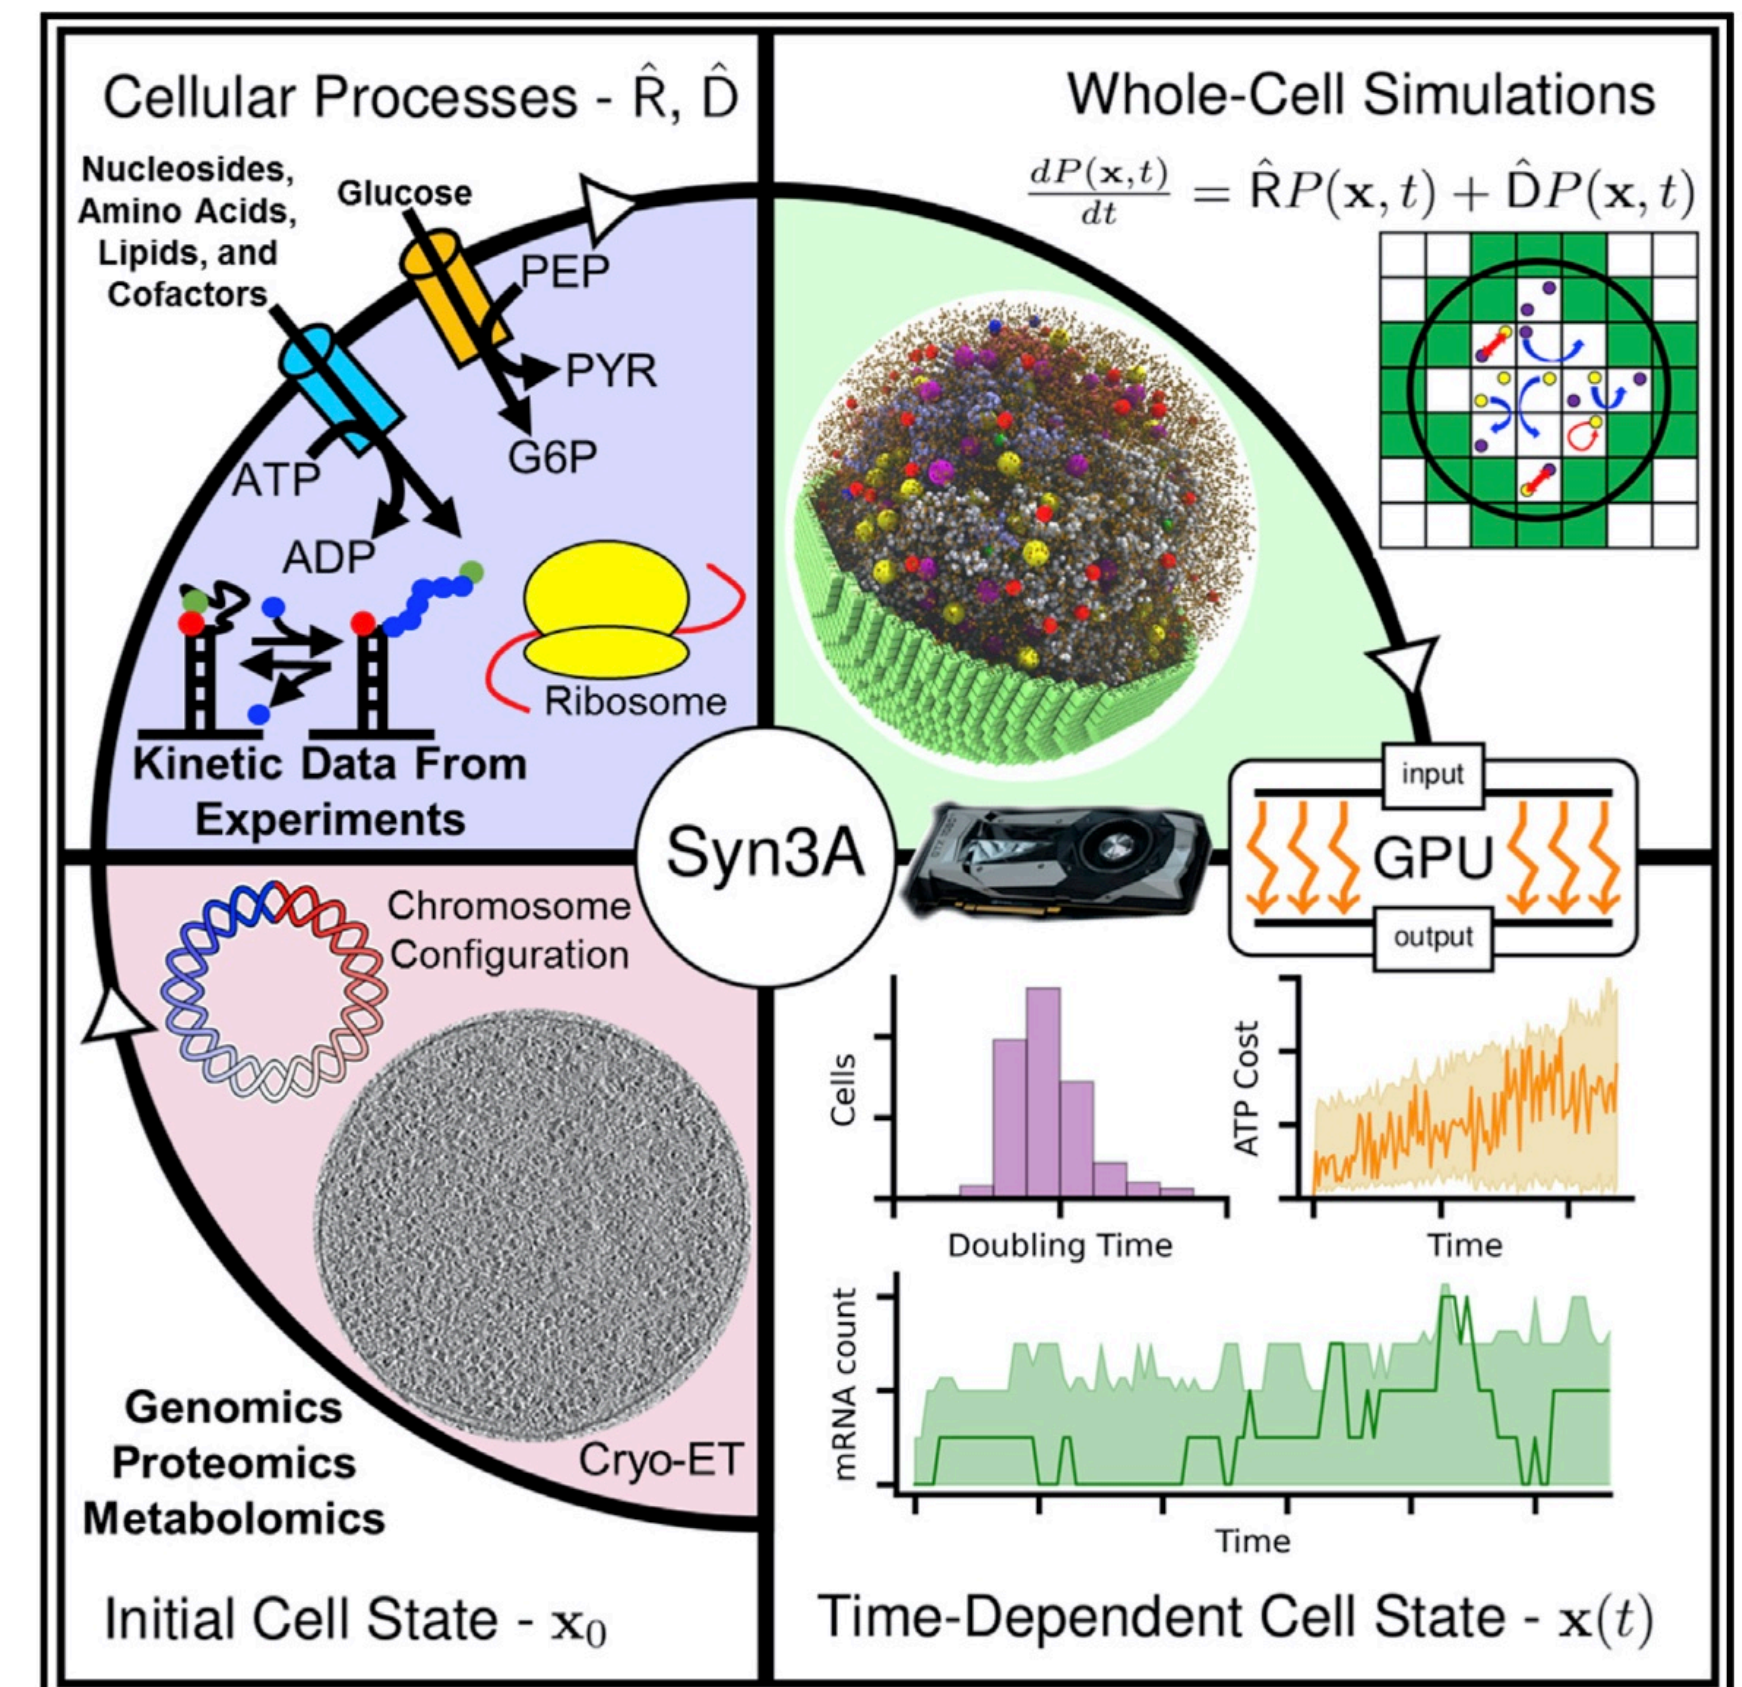 Cellular Processes - R̂, D̂
Nucleosides,
Amino Acids,
Lipids, and
Cofactors
Glucose
PEP
PYR
G6P
ATP
ADP
Ribosome
Kinetic Data From
Experiments
Whole-Cell Simulations
dP(x,t)/dt = R̂P(x, t) + D̂P(x, t)
Syn3A
input
GPU
output
Chromosome
Configuration
Cryo-ET
Genomics
Proteomics
Metabolomics
Initial Cell State - x₀
Cells
Doubling Time
ATP Cost
Time
mRNA count
Time
Time-Dependent Cell State - x(t)